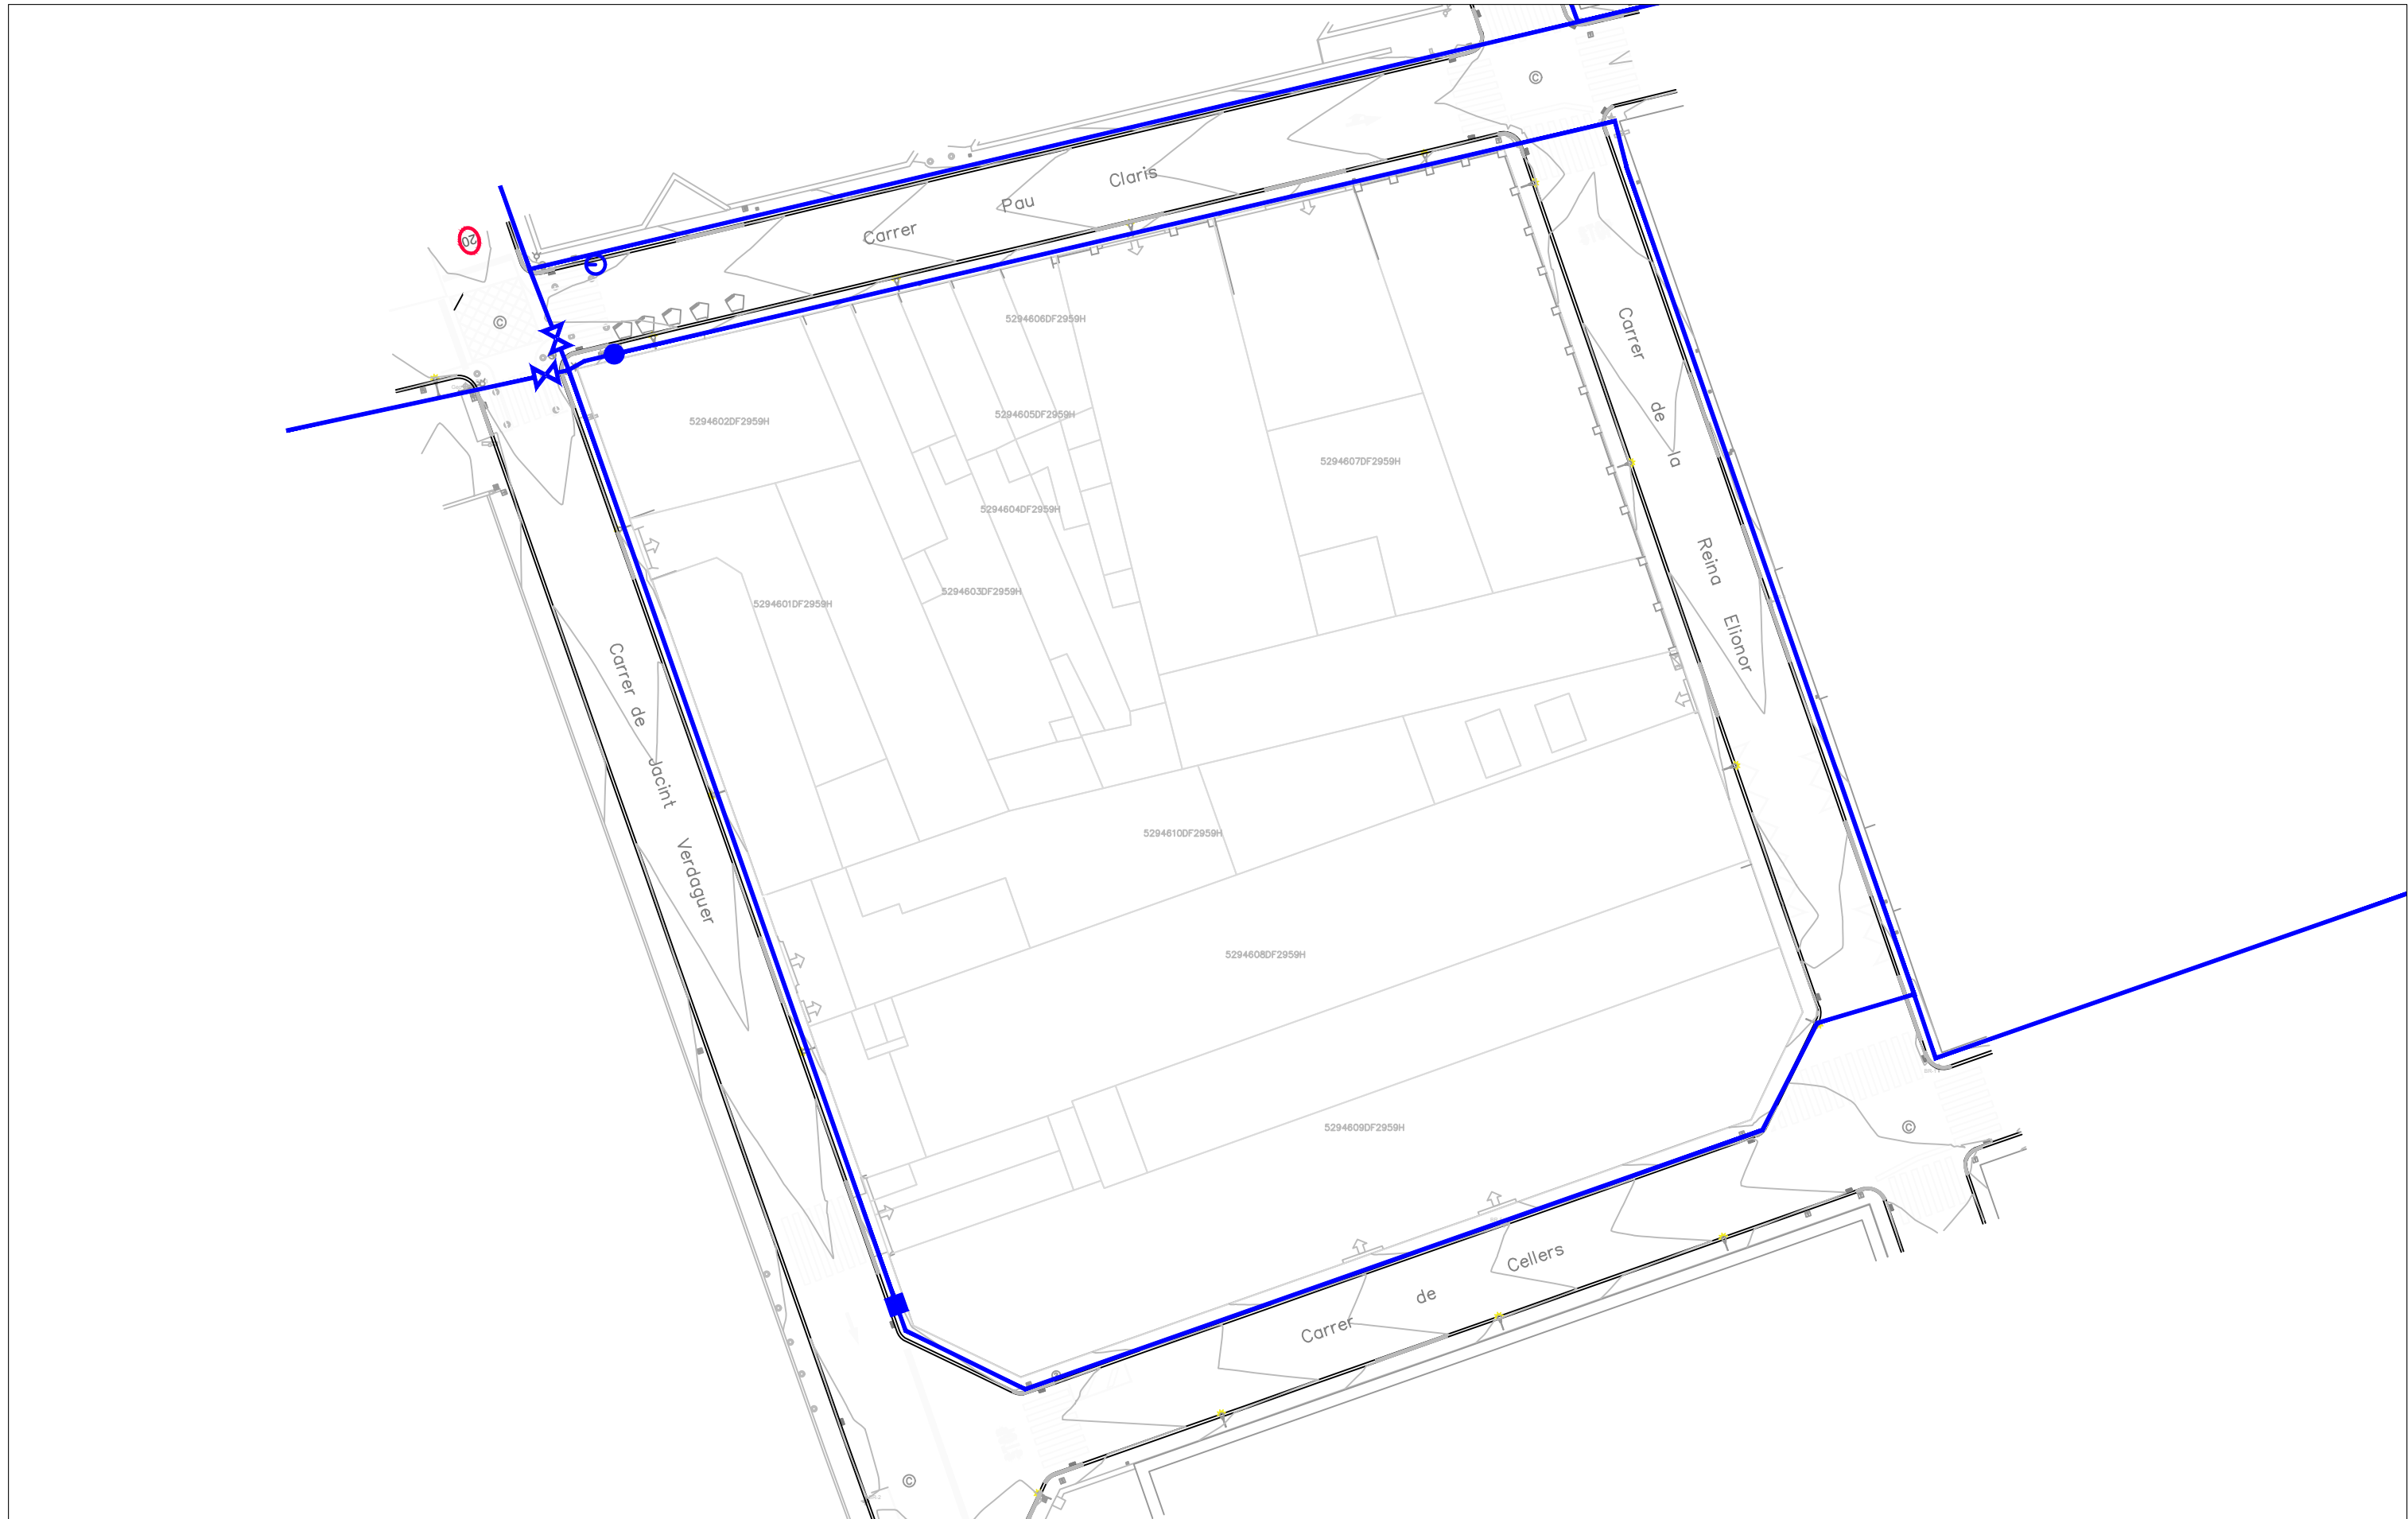 ©
Claris
Pau
Carrer
20
©
5294606DF2959H
5294602DF2959H
5294605DF2959H
5294607DF2959H
5294604DF2959H
5294603DF2959H
5294601DF2959H
Carrer
de
la
Reina
Elionor
Carrer de
Jacint
Verdaguer
5294610DF2959H
5294608DF2959H
5294609DF2959H
©
Cellers
de
Carrer
©